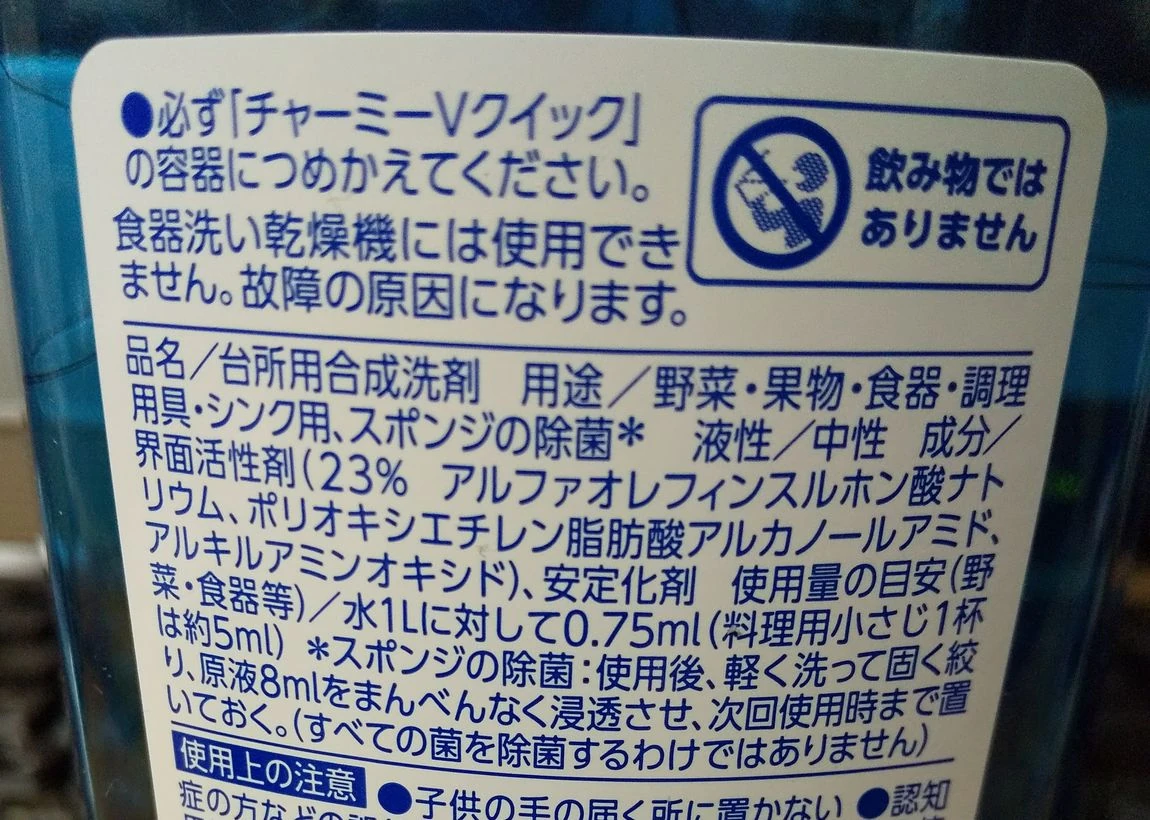 ●必ず「チャーミーVクイック」
の容器につめかえてください。
食器洗い乾燥機には使用でき
ません。故障の原因になります。
飲み物では
ありません
品名／台所用合成洗剤　用途／野菜・果物・食器・調理
用具・シンク用、スポンジの除菌＊　液性／中性　成分／
界面活性剤（23%　アルファオレフィンスルホン酸ナト
リウム、ポリオキシエチレン脂肪酸アルカノールアミド、
アルキルアミンオキシド）、安定化剤　使用量の目安（野
菜・食器等）／水1Lに対して0.75ml（料理用小さじ1杯
は約5ml）　＊スポンジの除菌：使用後、軽く洗って固く絞
り、原液8mlをまんべんなく浸透させ、次回使用時まで置
いておく。（すべての菌を除菌するわけではありません）
使用上の注意　●子供の手の届く所に置かない　●認知
症の方などの